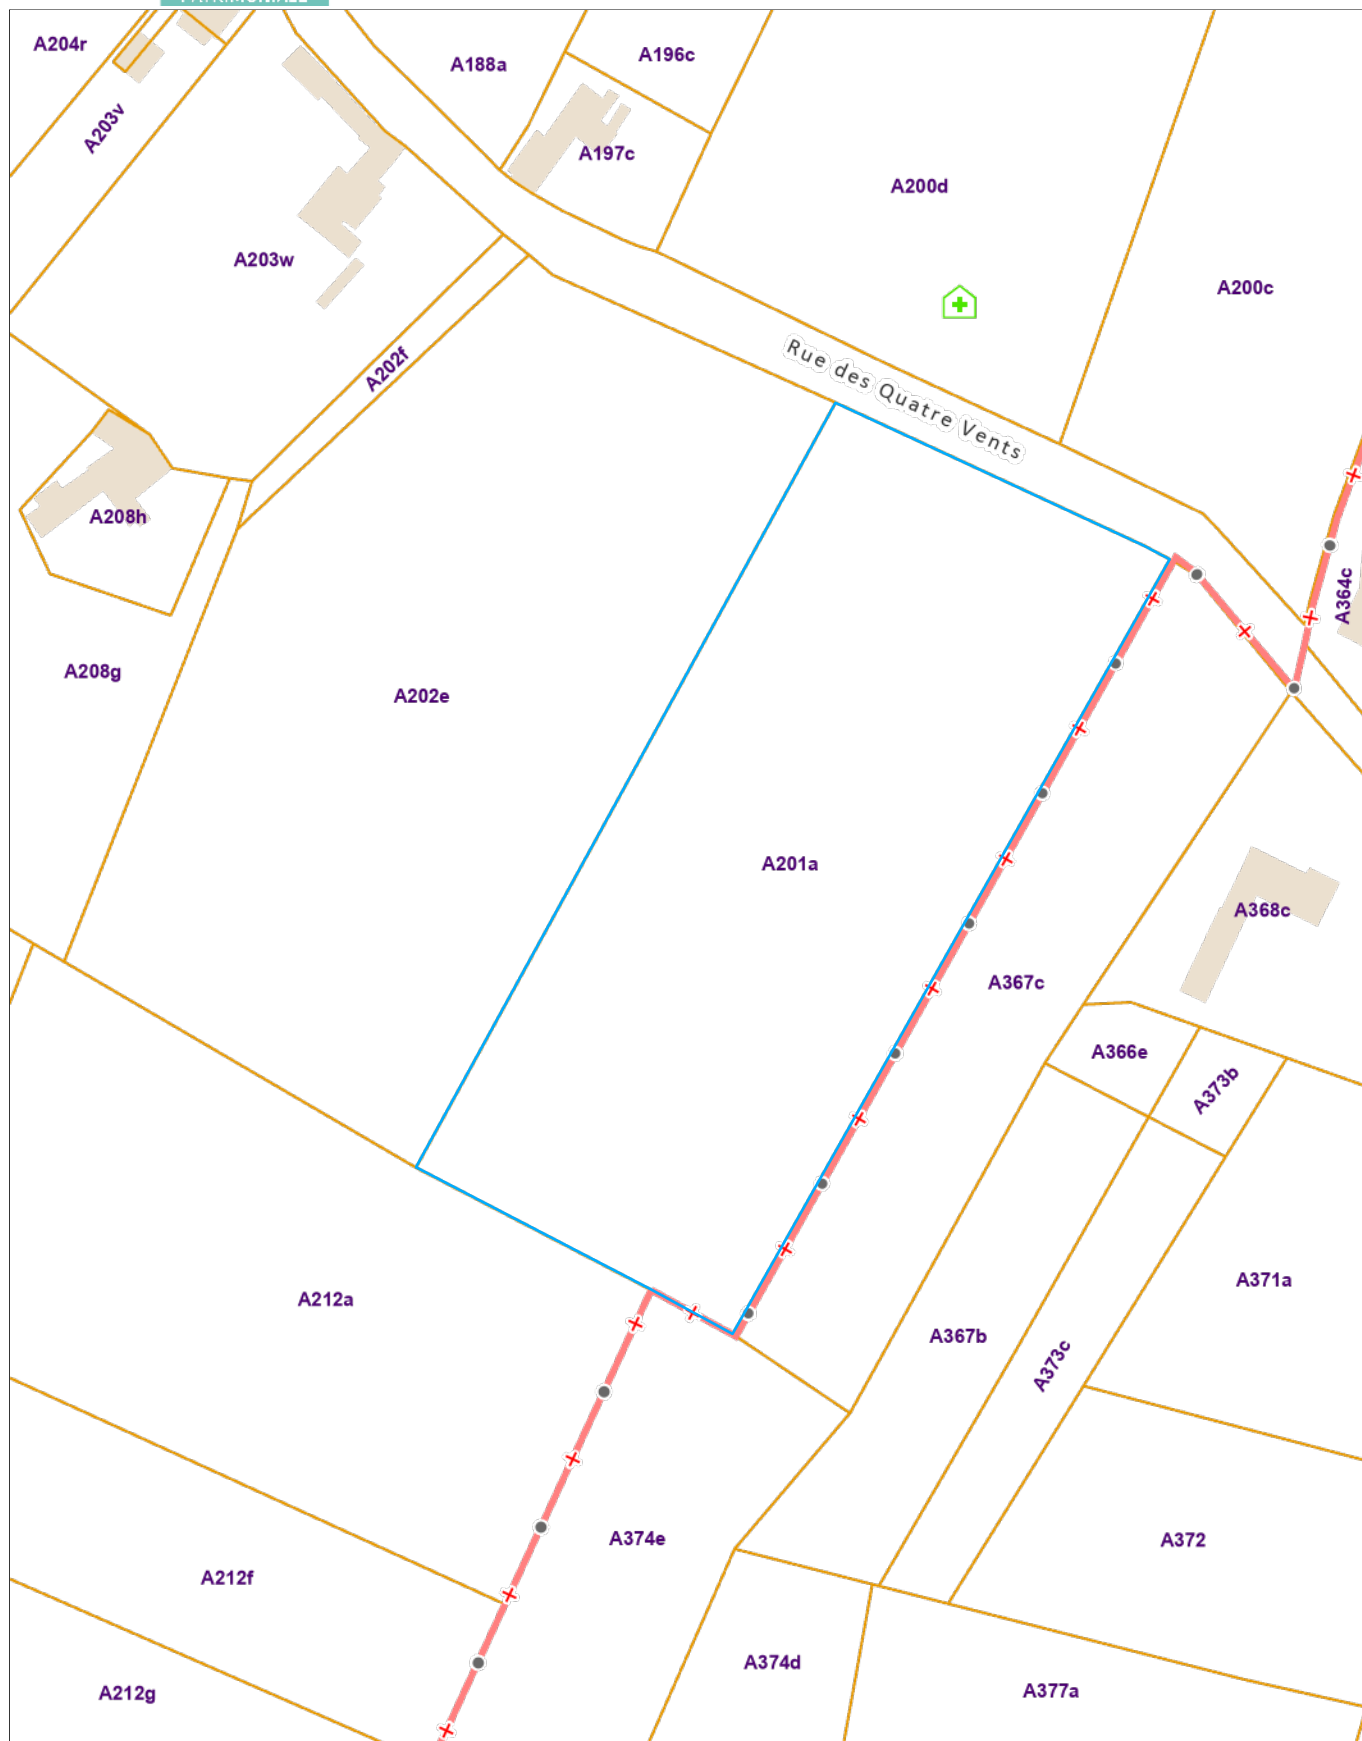 PATRIMONIALE
A204r
A188a
A196c
A203v
A197c
A200d
A203w
A200c
A202f
Rue des Quatre Vents
A208h
A364c
A208g
A202e
A201a
A368c
A367c
A366e
A373b
A371a
A212a
A367b
A373c
A374e
A372
A212f
A374d
A377a
A212g